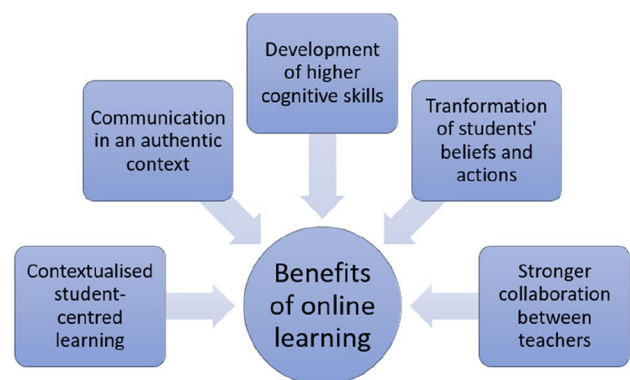 Development
of higher
cognitive skills
Communication
in an authentic
context
Tranformation
of students'
beliefs and
actions
Contextualised
student-
centred
learning
Benefits
of online
learning
Stronger
collaboration
between
teachers